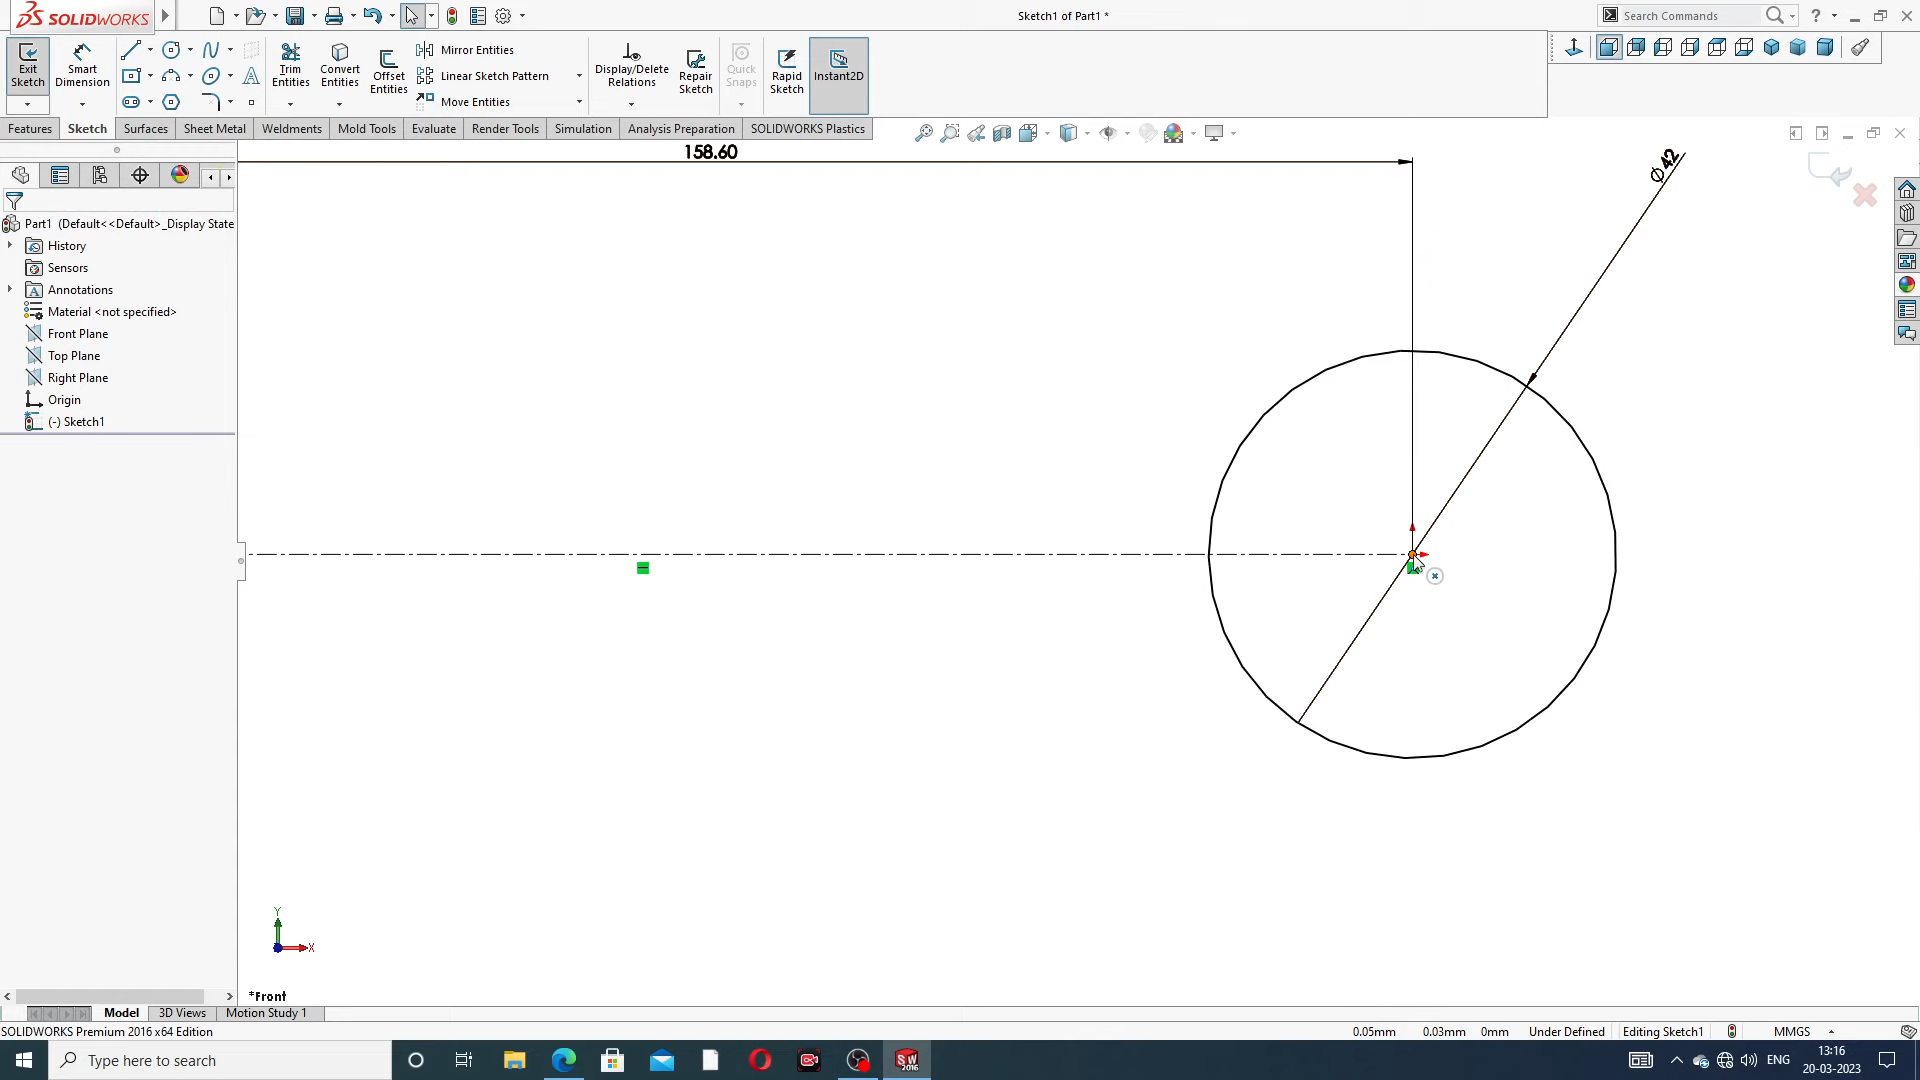 SOLIDWORKS
Sketch1 of Part1 *
Search Commands
?
Exit Sketch
Smart Dimension
Trim Entities
Convert Entities
Offset Entities
Mirror Entities
Linear Sketch Pattern
Move Entities
Display/Delete Relations
Repair Sketch
Quick Snaps
Rapid Sketch
Instant2D
Features
Sketch
Surfaces
Sheet Metal
Weldments
Mold Tools
Evaluate
Render Tools
Simulation
Analysis Preparation
SOLIDWORKS Plastics
158.60
Ø42
Part1 (Default<<Default>_Display State
History
Sensors
Annotations
Material <not specified>
Front Plane
Top Plane
Right Plane
Origin
(-) Sketch1
Y
X
*Front
Model
3D Views
Motion Study 1
SOLIDWORKS Premium 2016 x64 Edition
0.05mm
0.03mm
0mm
Under Defined
Editing Sketch1
MMGS
Type here to search
SW
2016
ENG
13:16
20-03-2023